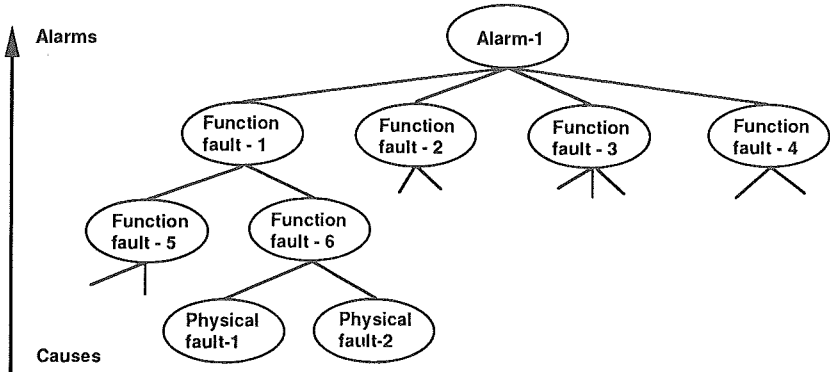 Alarms
Alarm-1
Function
fault - 1
Function
fault - 2
Function
fault - 3
Function
fault - 4
Function
fault - 5
Function
fault - 6
Physical
fault-1
Physical
fault-2
Causes